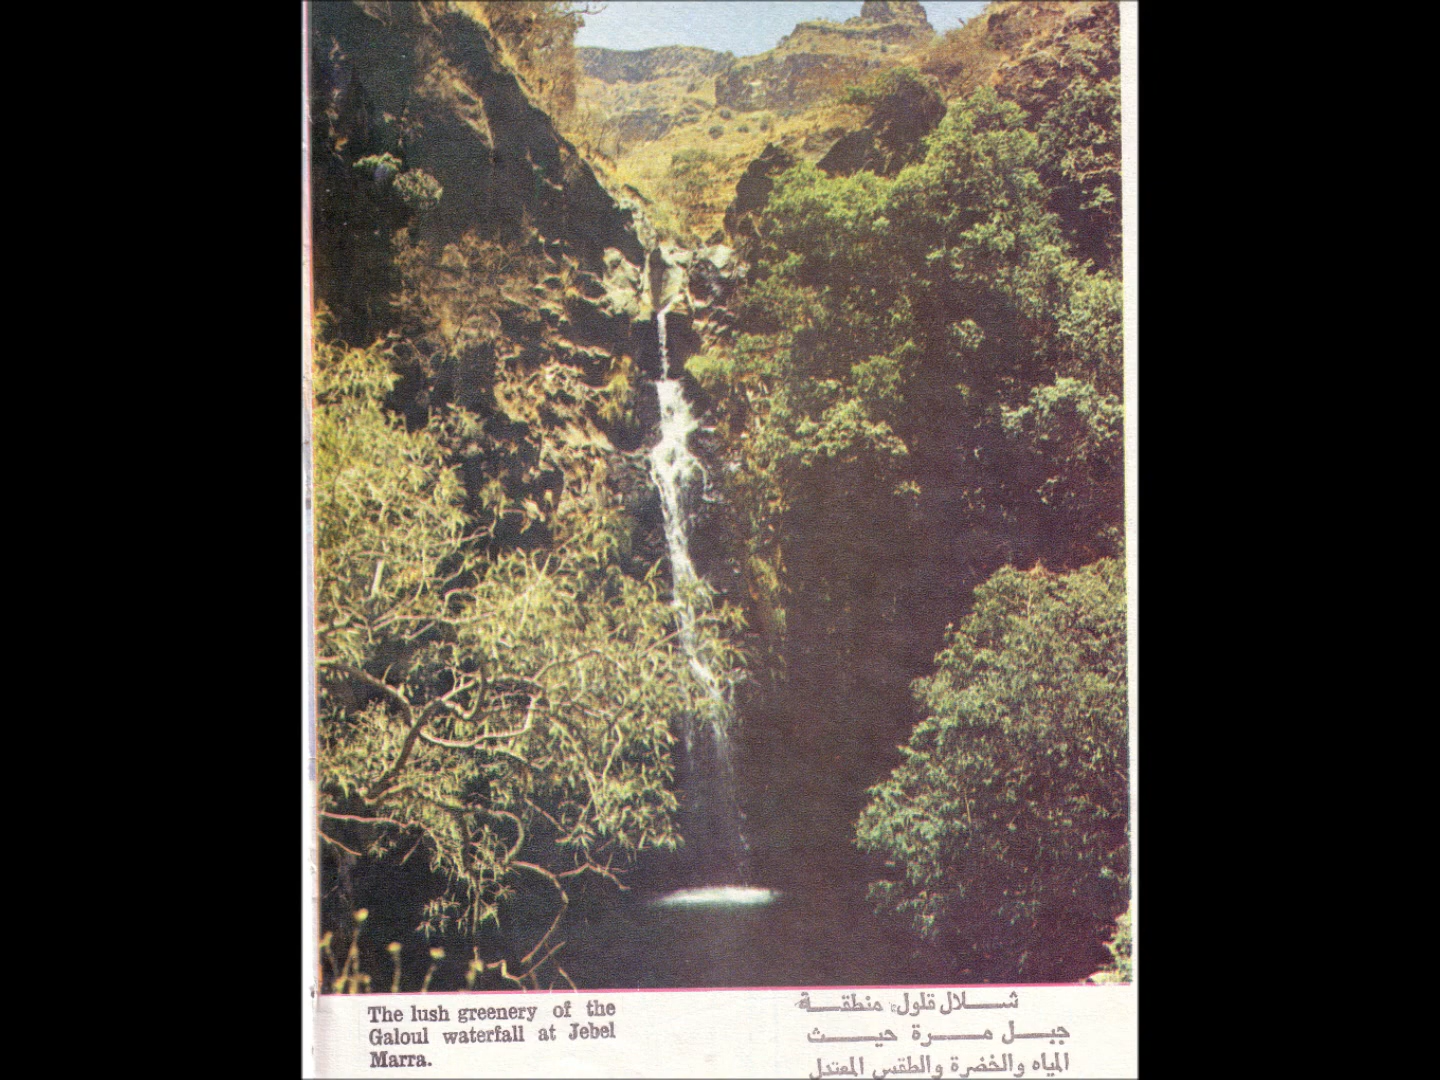 The lush greenery of the
Galoul waterfall at Jebel
Marra.
شلال قلول، منطقة
جبل مرة حيث
المياه والخضرة والطقس المعتدل